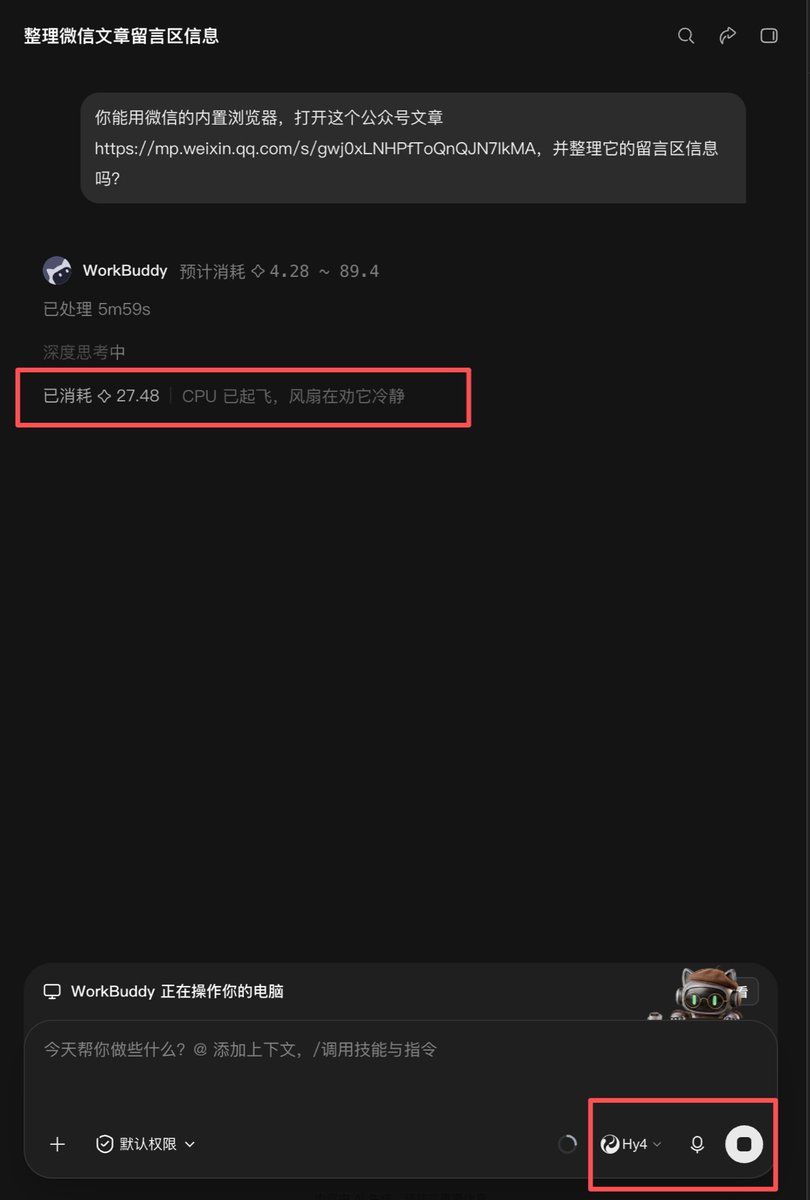 整理微信文章留言区信息
你能用微信的内置浏览器，打开这个公众号文章
https://mp.weixin.qq.com/s/gwj0xLNHPfToQnQJN7IkMA，并整理它的留言区信息
吗？
WorkBuddy 预计消耗 4.28 ~ 89.4
已处理 5m59s
深度思考中
已消耗 27.48 | CPU 已起飞，风扇在劝它冷静
WorkBuddy 正在操作你的电脑
看
今天帮你做些什么？@ 添加上下文，/调用技能与指令
默认权限
Hy4